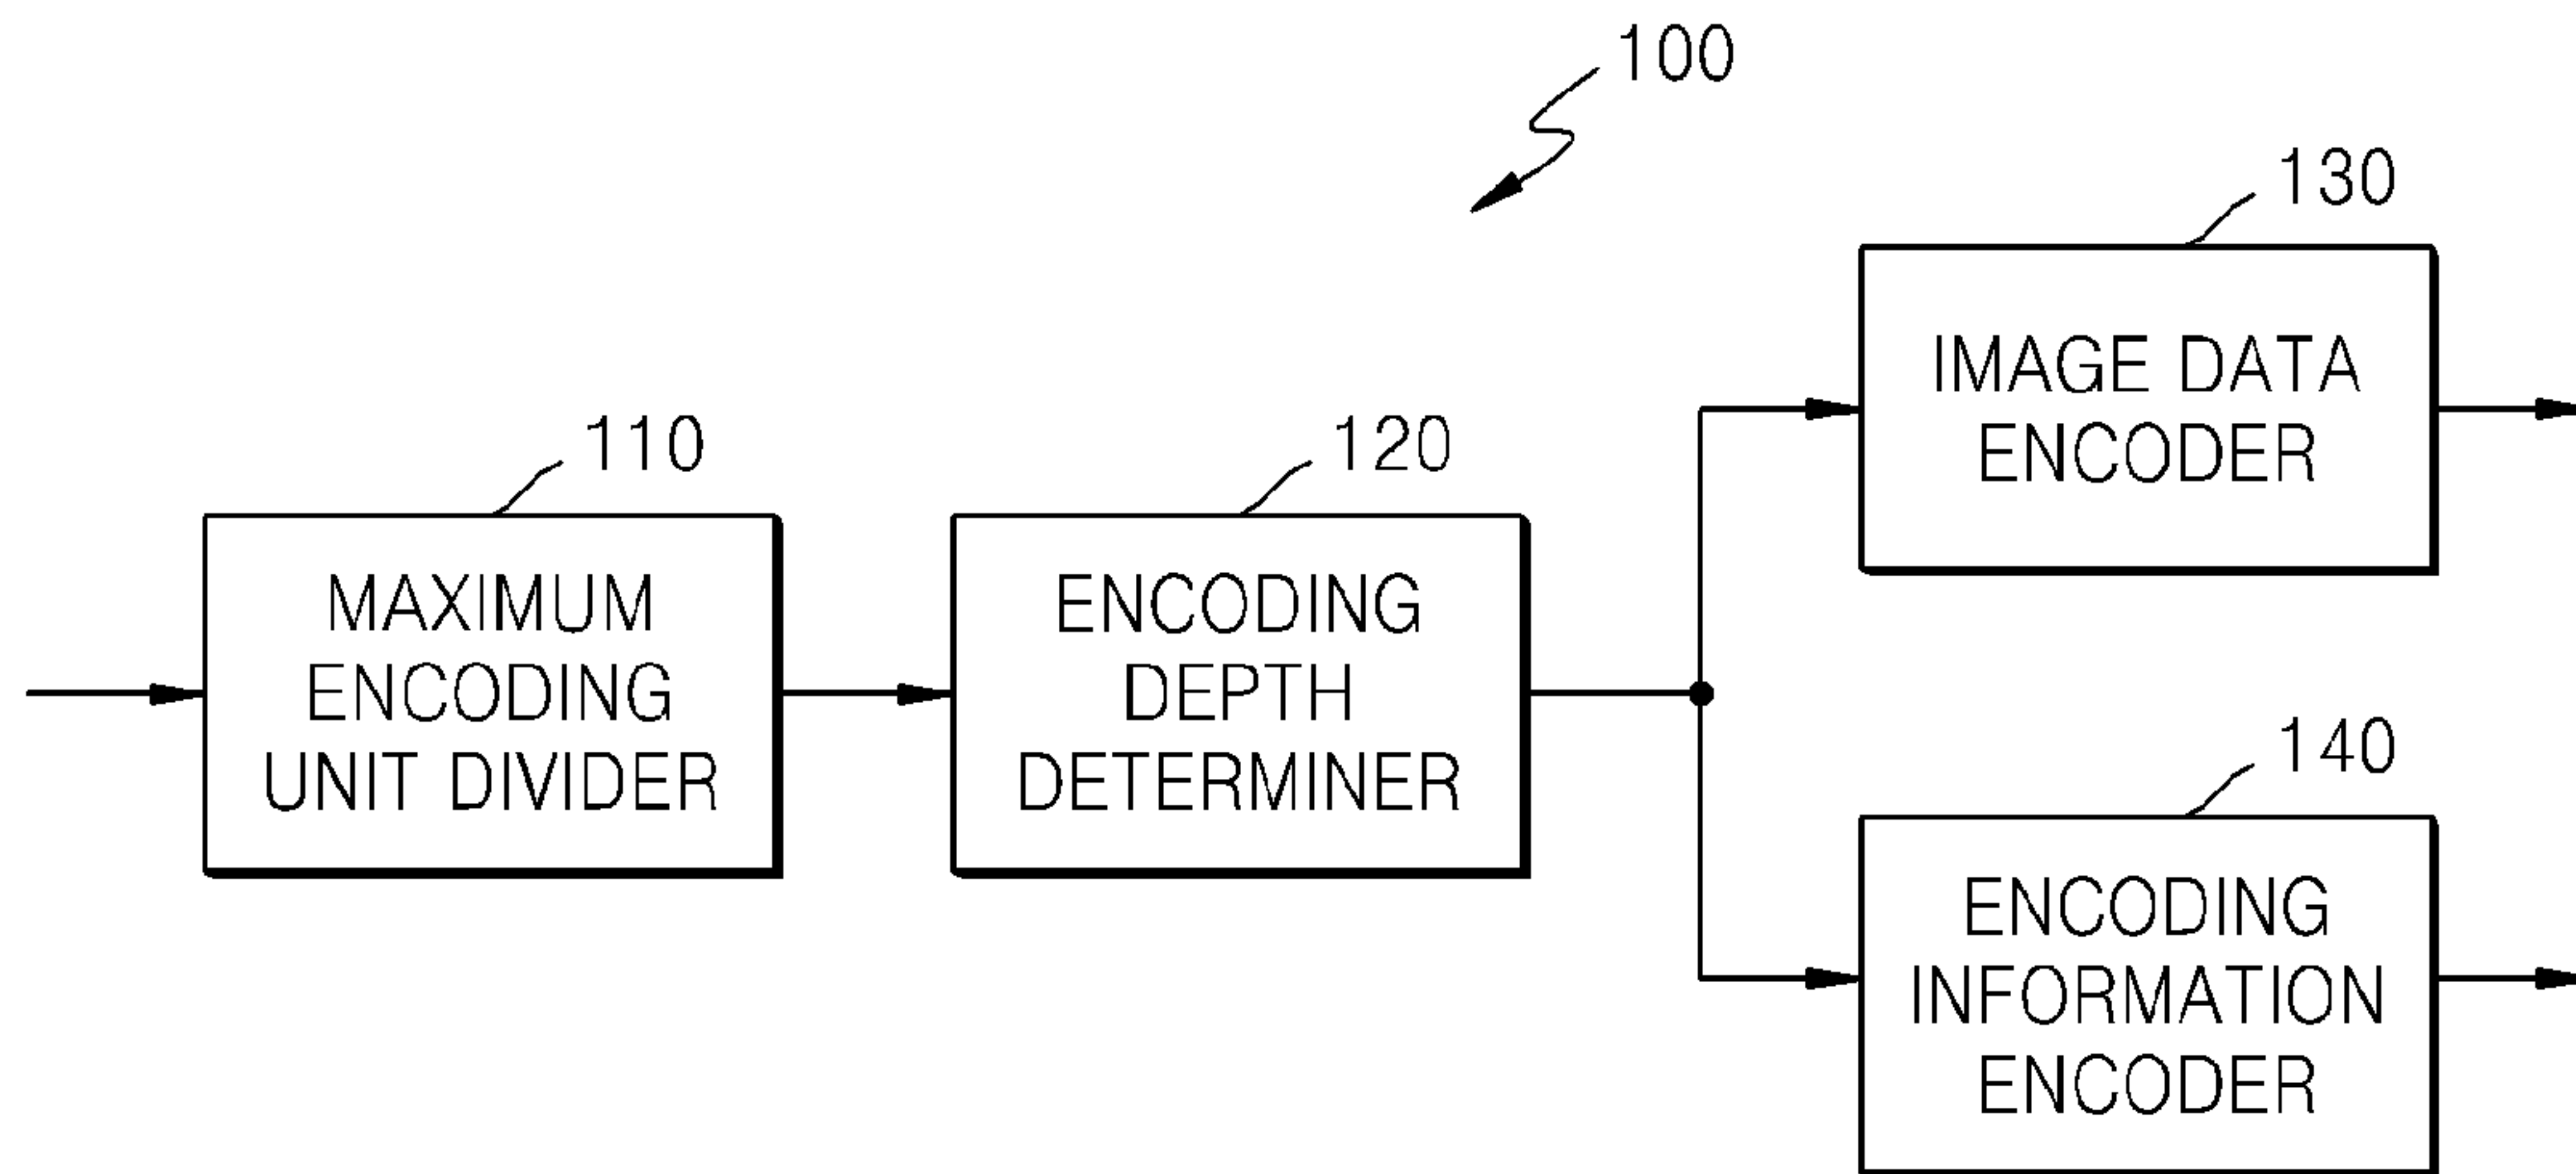 100
110
MAXIMUM
ENCODING
UNIT DIVIDER
120
ENCODING
DEPTH
DETERMINER
130
IMAGE DATA
ENCODER
140
ENCODING
INFORMATION
ENCODER